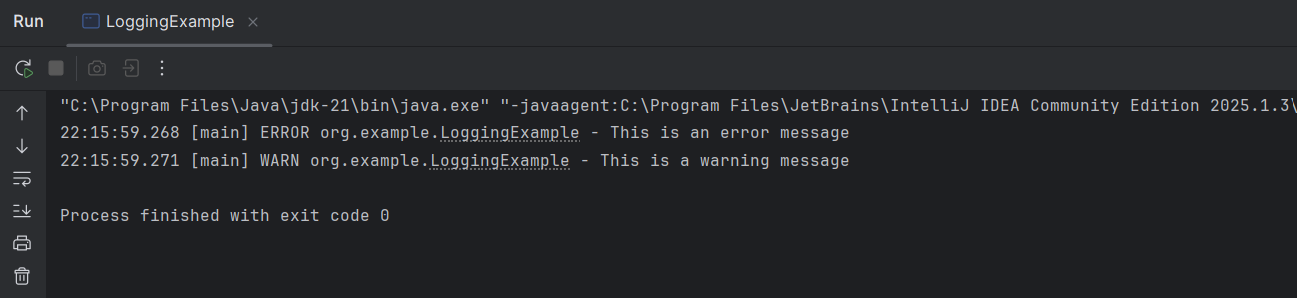 Run LoggingExample
"C:\Program Files\Java\jdk-21\bin\java.exe" "-javaagent:C:\Program Files\JetBrains\IntelliJ IDEA Community Edition 2025.1.3\
22:15:59.268 [main] ERROR org.example.LoggingExample - This is an error message
22:15:59.271 [main] WARN org.example.LoggingExample - This is a warning message
Process finished with exit code 0